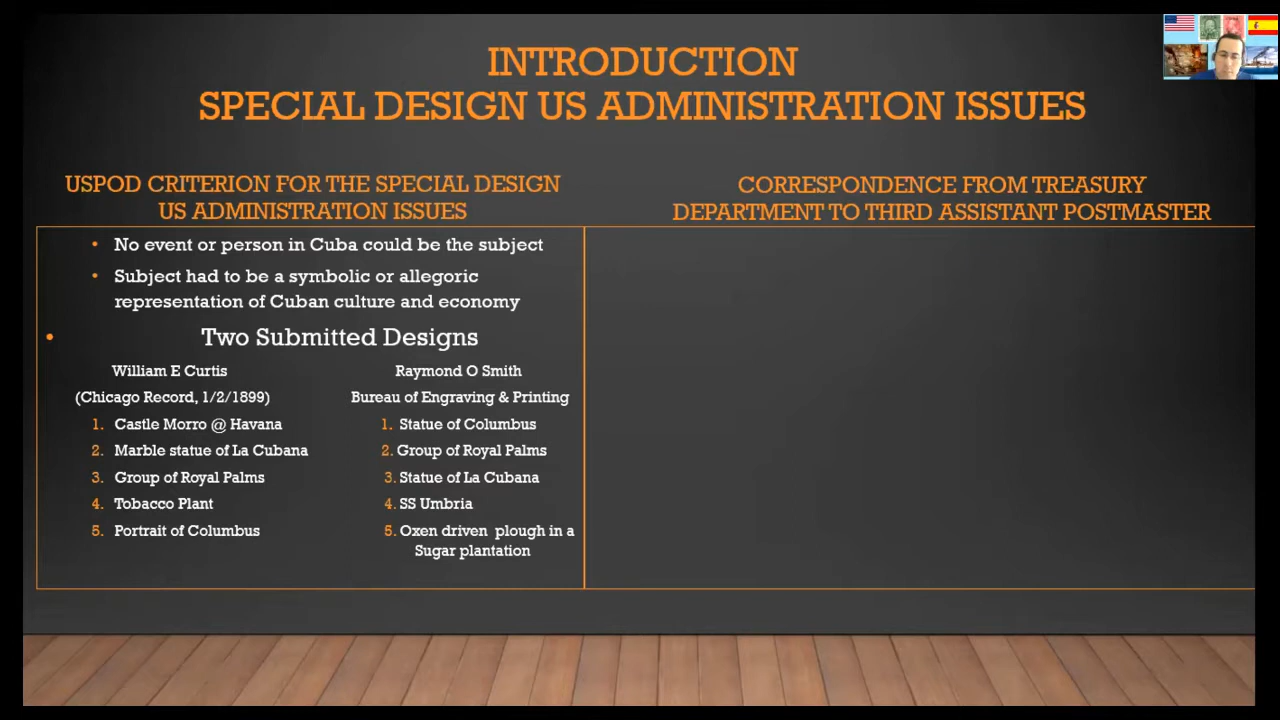 INTRODUCTION
SPECIAL DESIGN US ADMINISTRATION ISSUES
USPOD CRITERION FOR THE SPECIAL DESIGN
US ADMINISTRATION ISSUES
• No event or person in Cuba could be the subject
• Subject had to be a symbolic or allegoric
representation of Cuban culture and economy
• Two Submitted Designs
William E Curtis
(Chicago Record, 1/2/1899)
1. Castle Morro @ Havana
2. Marble statue of La Cubana
3. Group of Royal Palms
4. Tobacco Plant
5. Portrait of Columbus
Raymond O Smith
Bureau of Engraving & Printing
1. Statue of Columbus
2. Group of Royal Palms
3. Statue of La Cubana
4. SS Umbria
5. Oxen driven plough in a
Sugar plantation
CORRESPONDENCE FROM TREASURY
DEPARTMENT TO THIRD ASSISTANT POSTMASTER